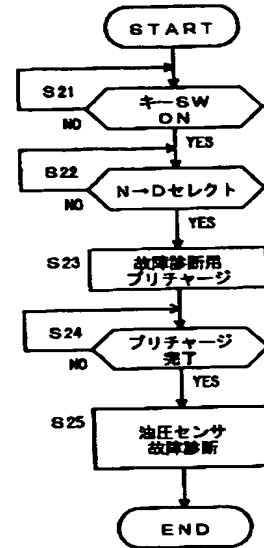 START
S21
キーSW
ON
NO
YES
S22
N→Dセレクト
NO
YES
S23
故障診断用
プリチャージ
S24
プリチャージ
完了
NO
YES
S25
油圧センサ
故障診断
END